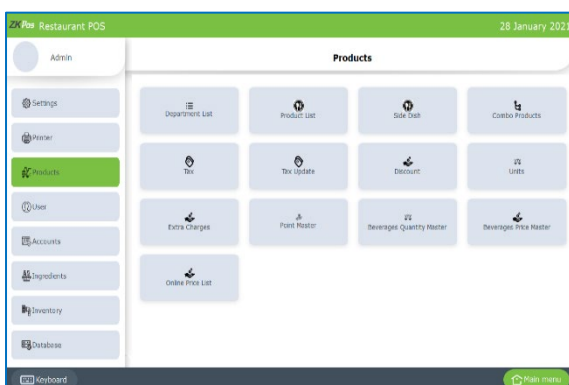 ZKPos Restaurant POS
28 January 2021
Admin
Products
Settings
Printer
Products
User
Accounts
Ingredients
Inventory
Database
Department List
Product List
Side Dish
Combo Products
Tax
Tax Update
Discount
Units
Extra Charges
Point Master
Beverages Quantity Master
Beverages Price Master
Online Price List
Keyboard
Main menu